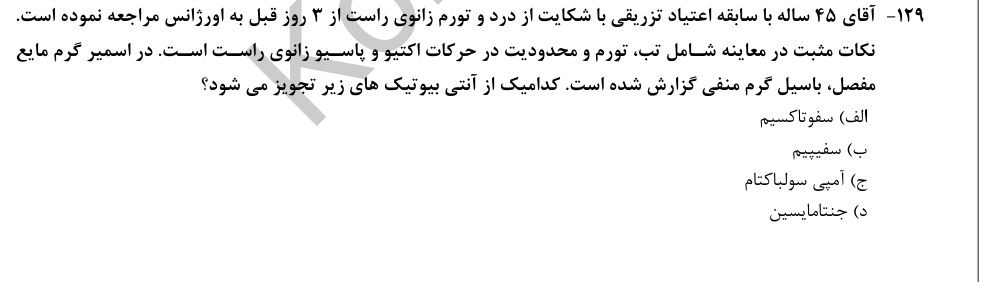 ۱۲۹- آقای ۴۵ ساله با سابقه اعتیاد تزریقی با شکایت از درد و تورم زانوی راست از ۳ روز قبل به اورژانس مراجعه نموده است.
نکات مثبت در معاینه شامل تب، تورم و محدودیت در حرکات اکتیو و پاسیو زانوی راست است. در اسمیر گرم مایع
مفصل، باسیل گرم منفی گزارش شده است. کدامیک از آنتی بیوتیک های زیر تجویز می شود؟
الف) سفوتاکسیم
ب) سفیپیم
ج) آمپی سولباکتام
د) جنتامایسین